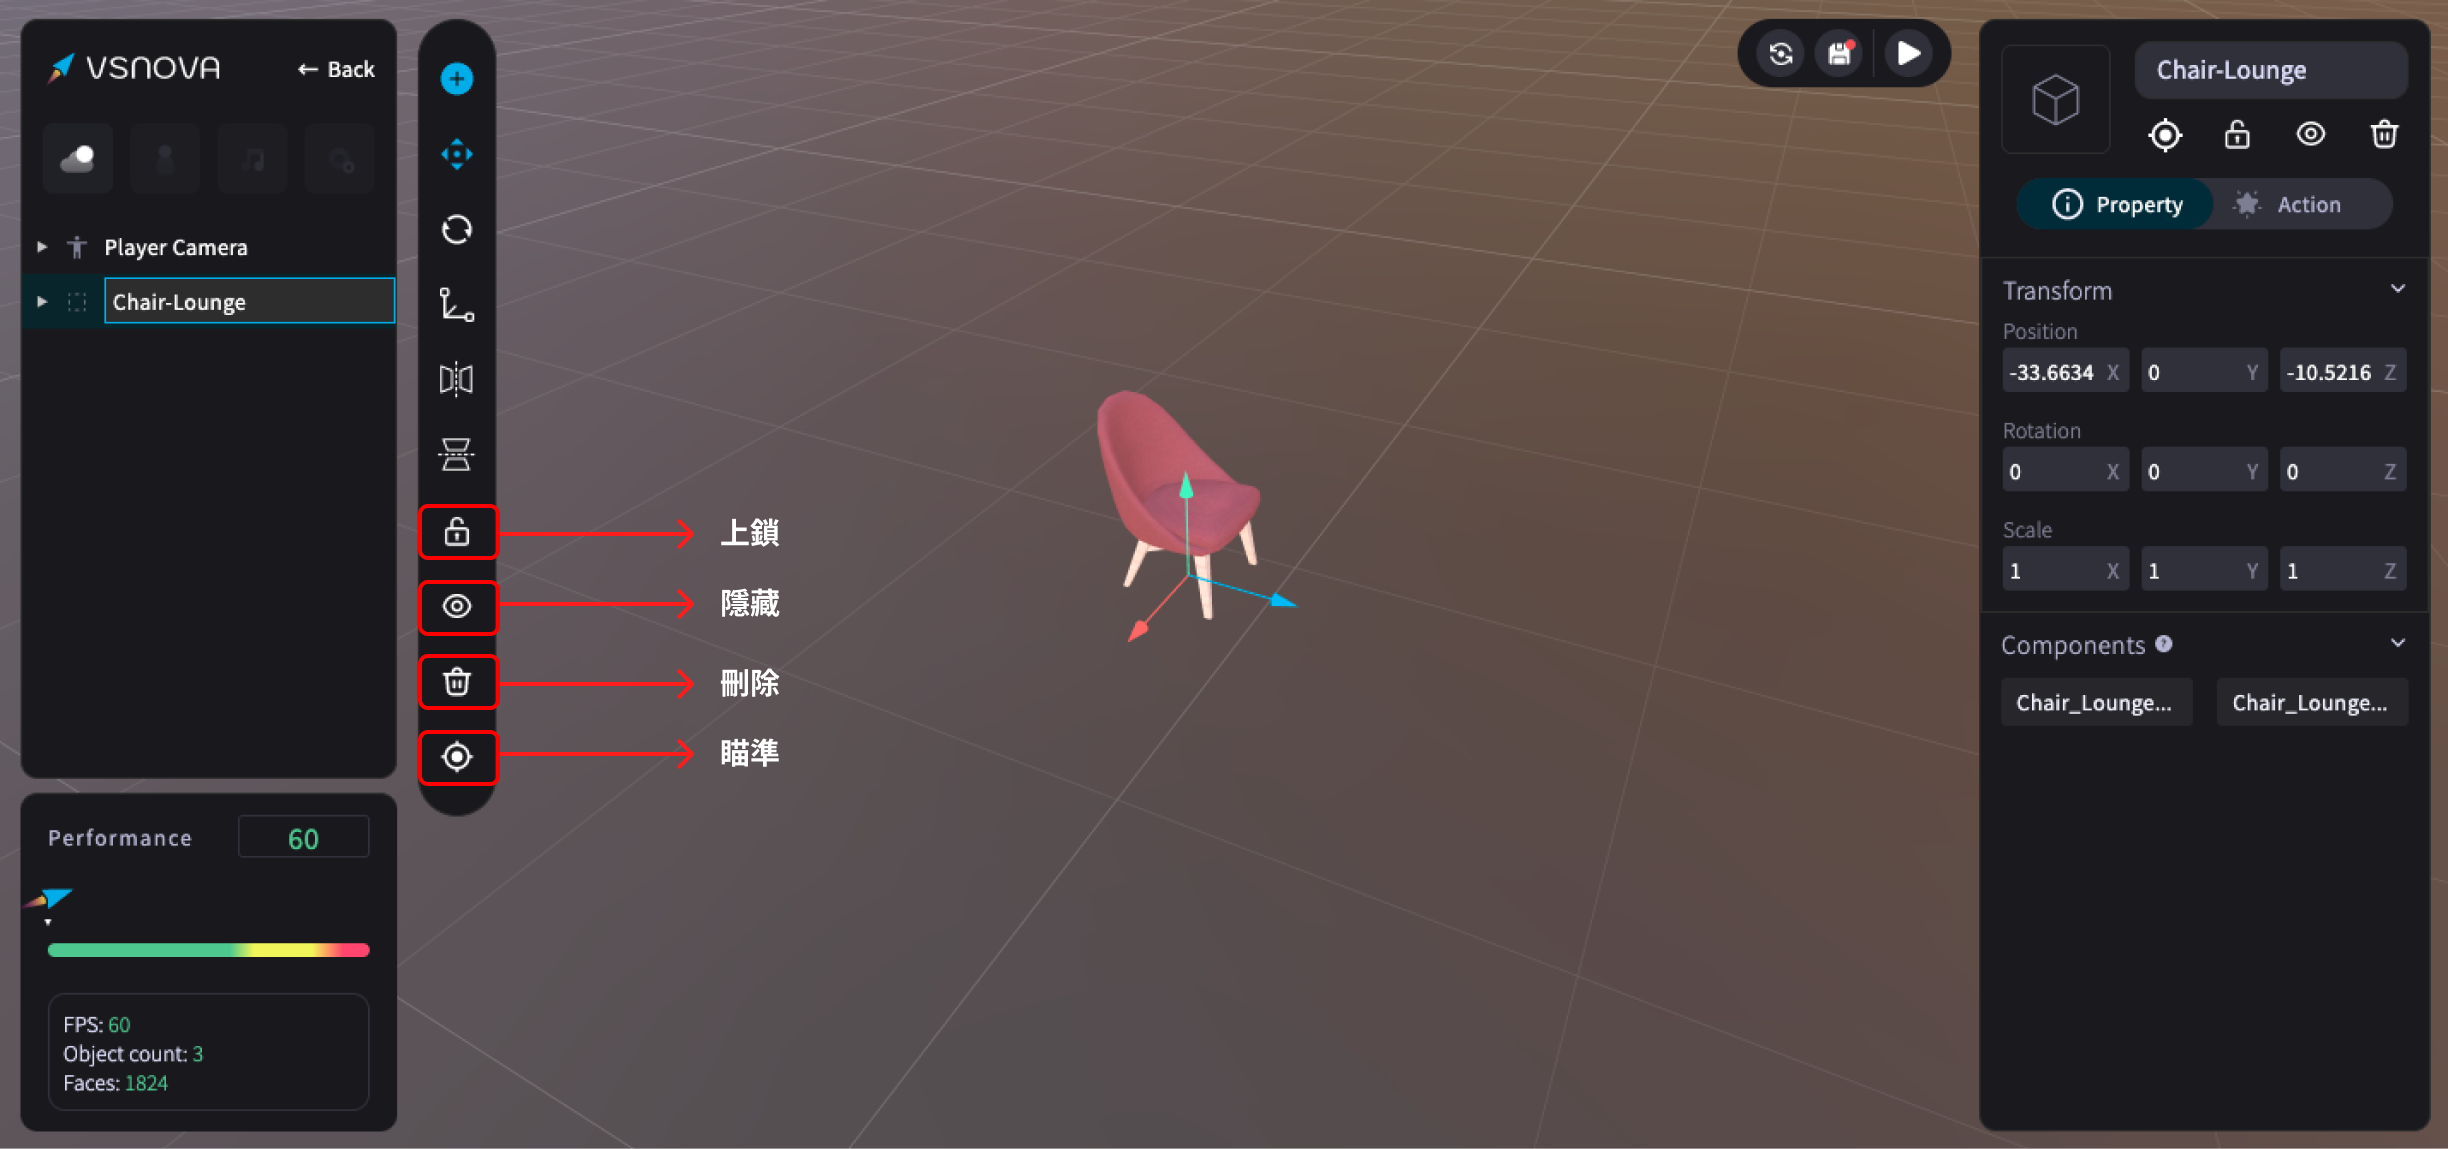 VSNOVA
← Back
Player Camera
Chair-Lounge
Performance 60
FPS: 60
Object count: 3
Faces: 1824
上鎖
隱藏
刪除
瞄準
Chair-Lounge
Property Action
Transform
Position
-33.6634 X 0 Y -10.5216 Z
Rotation
0 X 0 Y 0 Z
Scale
1 X 1 Y 1 Z
Components ?
Chair_Lounge... Chair_Lounge...